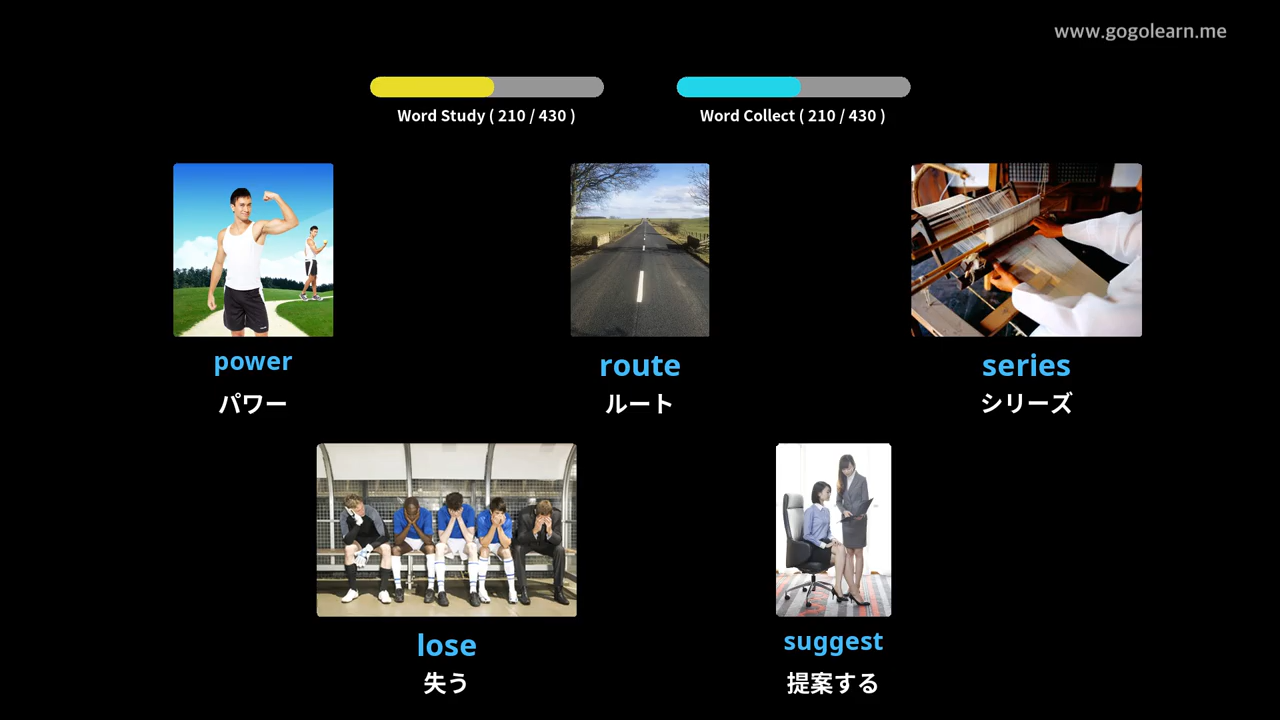 www.gogolearn.me
Word Study ( 210 / 430 )
Word Collect ( 210 / 430 )
power
パワー
route
ルート
series
シリーズ
lose
失う
suggest
提案する